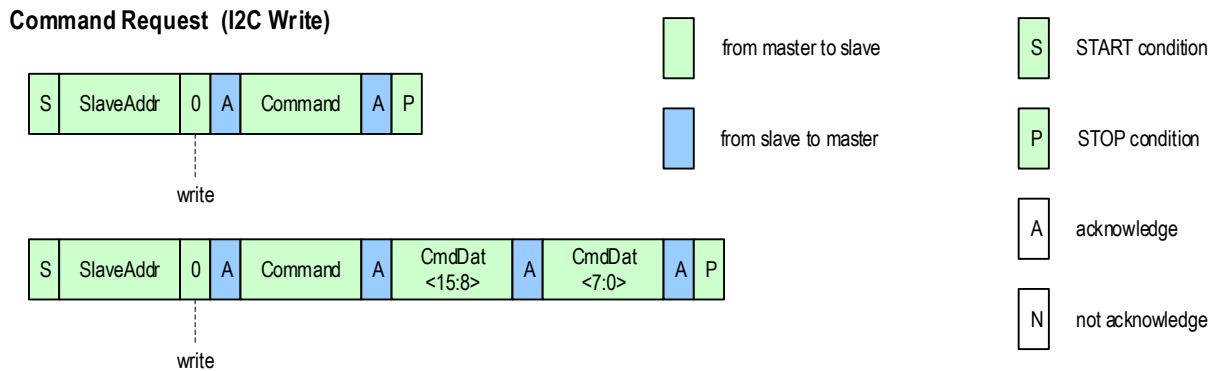 Command Request (I2C Write)
from master to slave
S
START condition
S SlaveAddr 0 A Command A P
from slave to master
P
STOP condition
write
A
acknowledge
S SlaveAddr 0 A Command A CmdDat <15:8> A CmdDat <7:0> A P
N
not acknowledge
write